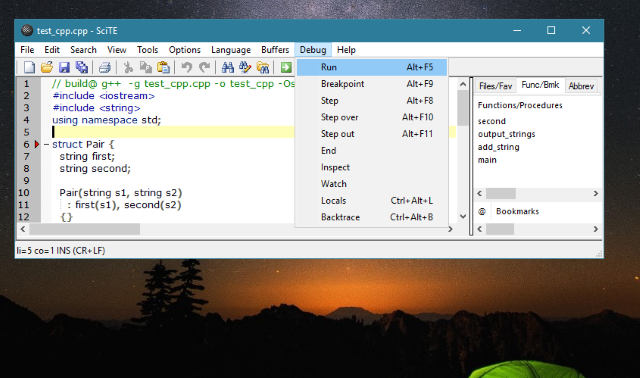 test_cpp.cpp - SciTE
File Edit Search View Tools Options Language Buffers Debug Help
1 // build@ g++ -g test_cpp.cpp -o test_cpp -Os
2 #include <iostream>
3 #include <string>
4 using namespace std;
5
6 struct Pair {
7 string first;
8 string second;
9
10 Pair(string s1, string s2)
11 : first(s1), second(s2)
12 {}
Run Alt+F5
Breakpoint Alt+F9
Step Alt+F8
Step over Alt+F10
Step out Alt+F11
End
Inspect
Watch
Locals Ctrl+Alt+L
Backtrace Ctrl+Alt+B
Files/Fav Func/Bmk Abbrev
Functions/Procedures
second
output_strings
add_string
main
@ Bookmarks
li=5 co=1 INS (CR+LF)